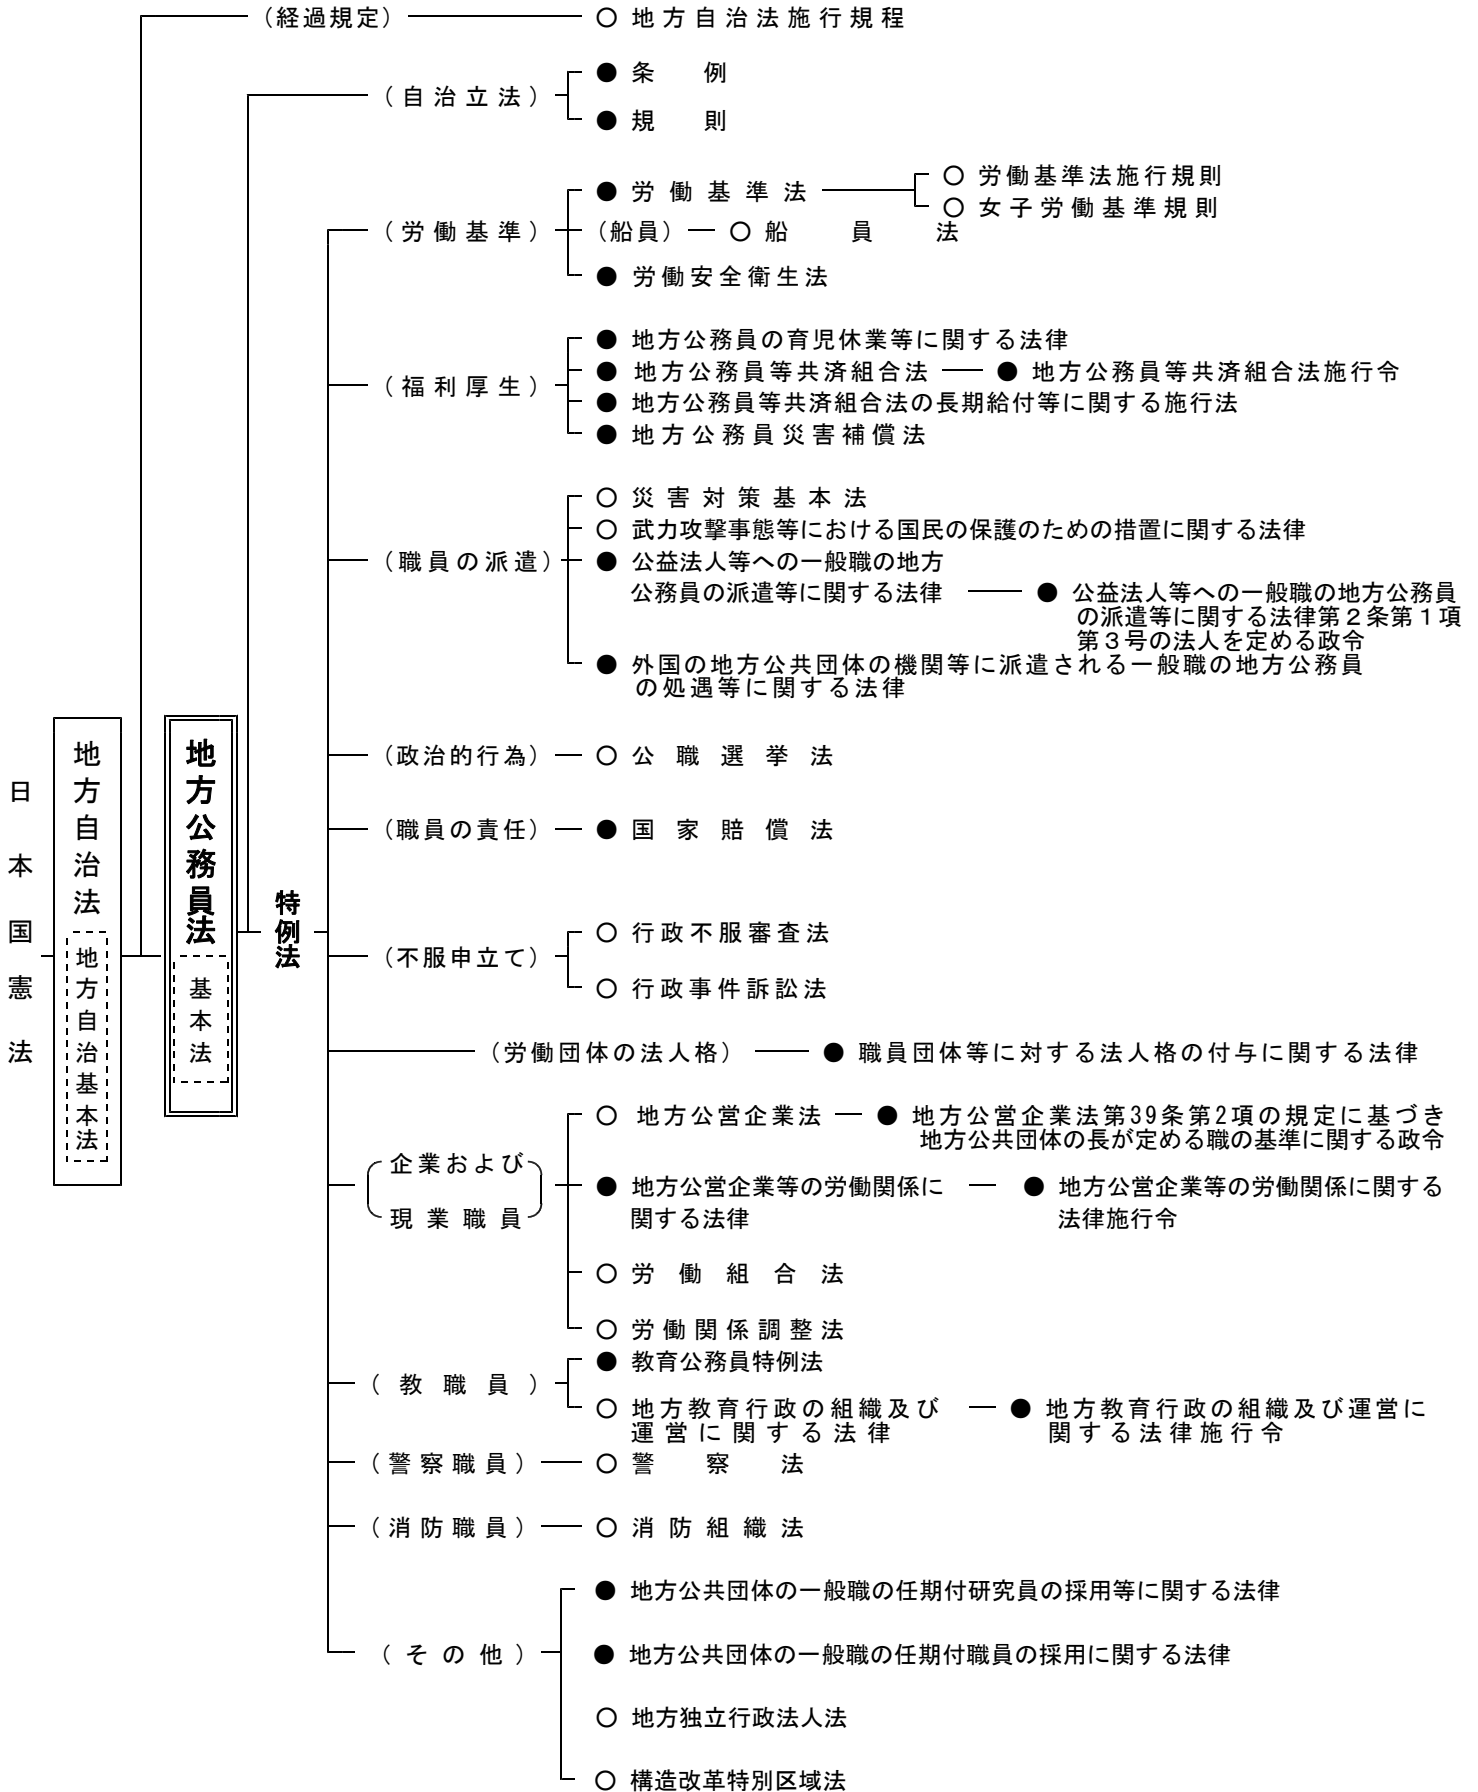 (経過規定) ○ 地方自治法施行規程
(自治立法)
● 条例
● 規則
(労働基準)
● 労働基準法
○ 労働基準法施行規則
○ 女子労働基準規則
(船員) ○ 船員法
● 労働安全衛生法
(福利厚生)
● 地方公務員の育児休業等に関する法律
● 地方公務員等共済組合法 ● 地方公務員等共済組合法施行令
● 地方公務員等共済組合法の長期給付等に関する施行法
● 地方公務員災害補償法
(職員の派遣)
○ 災害対策基本法
○ 武力攻撃事態等における国民の保護のための措置に関する法律
● 公益法人等への一般職の地方
公務員の派遣等に関する法律
● 公益法人等への一般職の地方公務員
の派遣等に関する法律第2条第1項
第3号の法人を定める政令
● 外国の地方公共団体の機関等に派遣される一般職の地方公務員
の処遇等に関する法律
日本国憲法
地方自治法
地方自治基本法
地方公務員法
基本法
特例法
(政治的行為) ○ 公職選挙法
(職員の責任) ● 国家賠償法
(不服申立て)
○ 行政不服審査法
○ 行政事件訴訟法
(労働団体の法人格) ● 職員団体等に対する法人格の付与に関する法律
企業および
現業職員
○ 地方公営企業法
● 地方公営企業法第39条第2項の規定に基づき
地方公共団体の長が定める職の基準に関する政令
● 地方公営企業等の労働関係に
関する法律
● 地方公営企業等の労働関係に関する
法律施行令
○ 労働組合法
○ 労働関係調整法
(教職員)
● 教育公務員特例法
○ 地方教育行政の組織及び
運営に関する法律
● 地方教育行政の組織及び運営に
関する法律施行令
(警察職員) ○ 警察法
(消防職員) ○ 消防組織法
(その他)
● 地方公共団体の一般職の任期付研究員の採用等に関する法律
● 地方公共団体の一般職の任期付職員の採用に関する法律
○ 地方独立行政法人法
○ 構造改革特別区域法